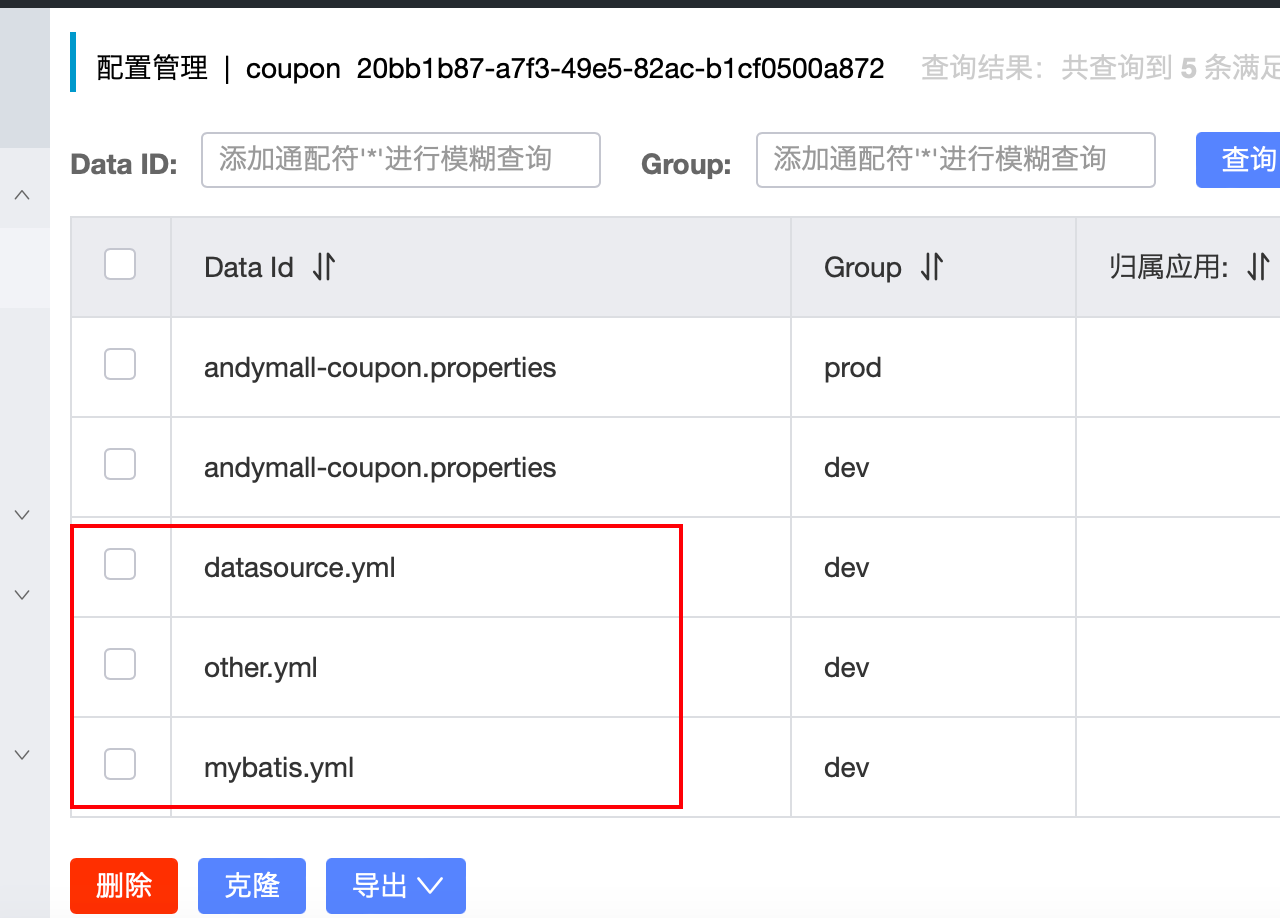 配置管理 | coupon 20bb1b87-a7f3-49e5-82ac-b1cf0500a872 查询结果：共查询到 5 条满足
Data ID: 添加通配符'*'进行模糊查询 Group: 添加通配符'*'进行模糊查询 查询
Data Id Group 归属应用:
andymall-coupon.properties prod
andymall-coupon.properties dev
datasource.yml dev
other.yml dev
mybatis.yml dev
删除 克隆 导出